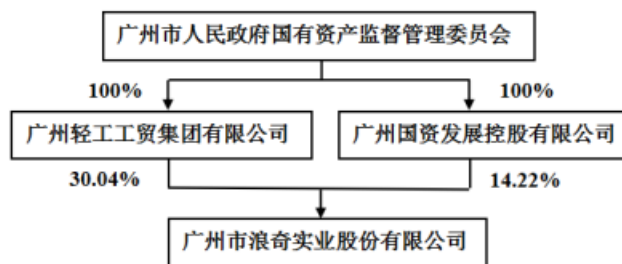 广州市人民政府国有资产监督管理委员会
100% 100%
广州轻工工贸集团有限公司 广州国资发展控股有限公司
30.04% 14.22%
广州市浪奇实业股份有限公司